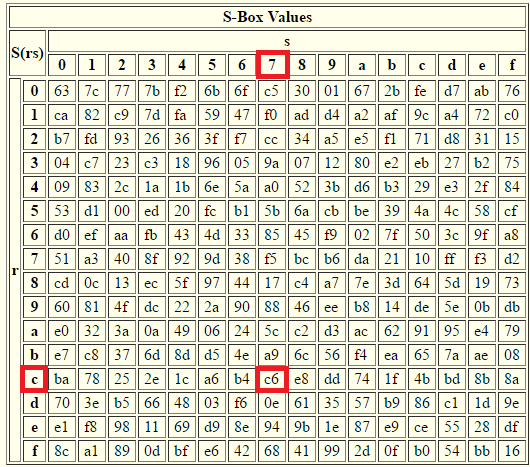 S-Box Values
S(rs) s
0 1 2 3 4 5 6 7 8 9 a b c d e f
0 63 7c 77 7b f2 6b 6f c5 30 01 67 2b fe d7 ab 76
1 ca 82 c9 7d fa 59 47 f0 ad d4 a2 af 9c a4 72 c0
2 b7 fd 93 26 36 3f f7 cc 34 a5 e5 f1 71 d8 31 15
3 04 c7 23 c3 18 96 05 9a 07 12 80 e2 eb 27 b2 75
4 09 83 2c 1a 1b 6e 5a a0 52 3b d6 b3 29 e3 2f 84
5 53 d1 00 ed 20 fc b1 5b 6a cb be 39 4a 4c 58 cf
6 d0 ef aa fb 43 4d 33 85 45 f9 02 7f 50 3c 9f a8
7 51 a3 40 8f 92 9d 38 f5 bc b6 da 21 10 ff f3 d2
r
8 cd 0c 13 ec 5f 97 44 17 c4 a7 7e 3d 64 5d 19 73
9 60 81 4f dc 22 2a 90 88 46 ee b8 14 de 5e 0b db
a e0 32 3a 0a 49 06 24 5c c2 d3 ac 62 91 95 e4 79
b e7 c8 37 6d 8d d5 4e a9 6c 56 f4 ea 65 7a ae 08
c ba 78 25 2e 1c a6 b4 c6 e8 dd 74 1f 4b bd 8b 8a
d 70 3e b5 66 48 03 f6 0e 61 35 57 b9 86 c1 1d 9e
e e1 f8 98 11 69 d9 8e 94 9b 1e 87 e9 ce 55 28 df
f 8c a1 89 0d bf e6 42 68 41 99 2d 0f b0 54 bb 16